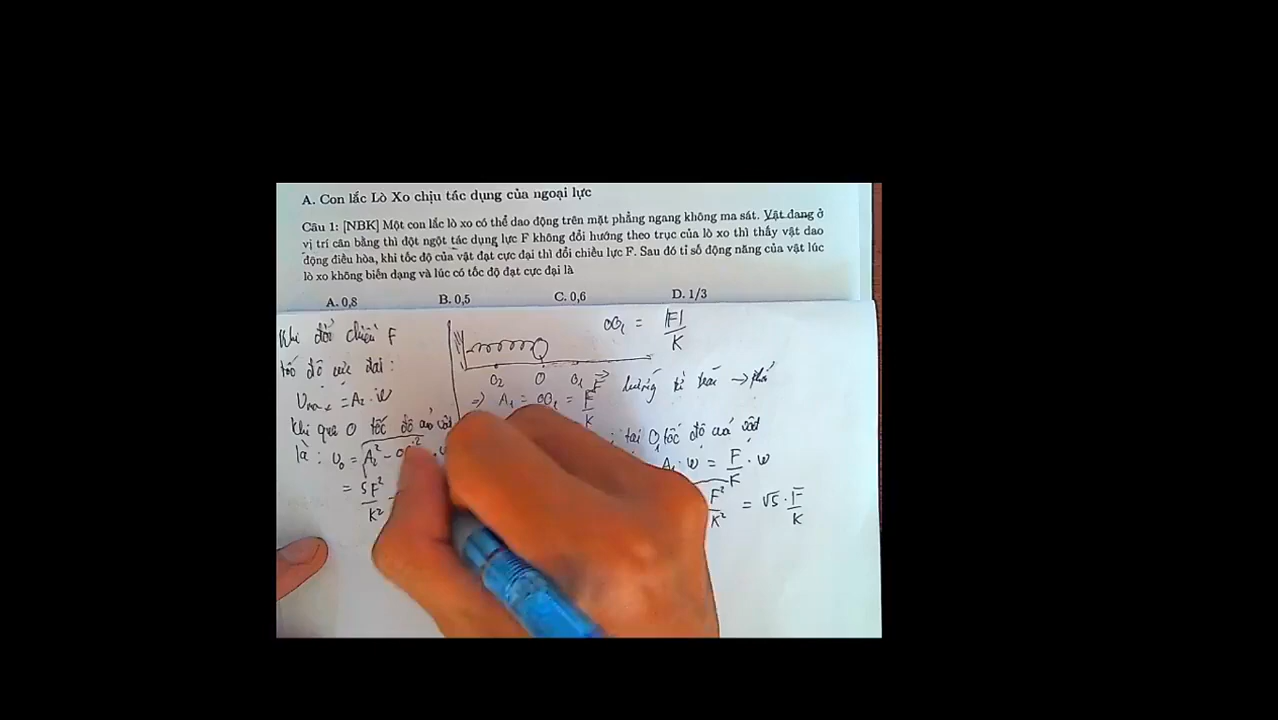 A. Con lắc Lò Xo chịu tác dụng của ngoại lực
Câu 1: [NBK] Một con lắc lò xo có thể dao động trên mặt phẳng ngang không ma sát. Vật đang ở
vị trí cân bằng thì đột ngột tác dụng lực F không đổi hướng theo trục của lò xo thì thấy vật dao
động điều hòa, khi tốc độ của vật đạt cực đại thì đổi chiều lực F. Sau đó tỉ số động năng của vật lúc
lò xo không biến dạng và lúc có tốc độ đạt cực đại là
A. 0,8 B. 0,5 C. 0,6 D. 1/3
Khi đổi chiều F
tốc độ cực đại:
Vmax = A₂ · w
Khi qua O tốc độ của vật
là: v₀ = √A₂² -
= 5F²/K²
OO₁ = |F|/K
O₂ O O₁ F
hướng từ trái → phải
=> A₁ = OO₁ = F/K
: tại O₁ tốc độ của vật
A₁ · w = F/K · w
F²/K² = √5 · F/K